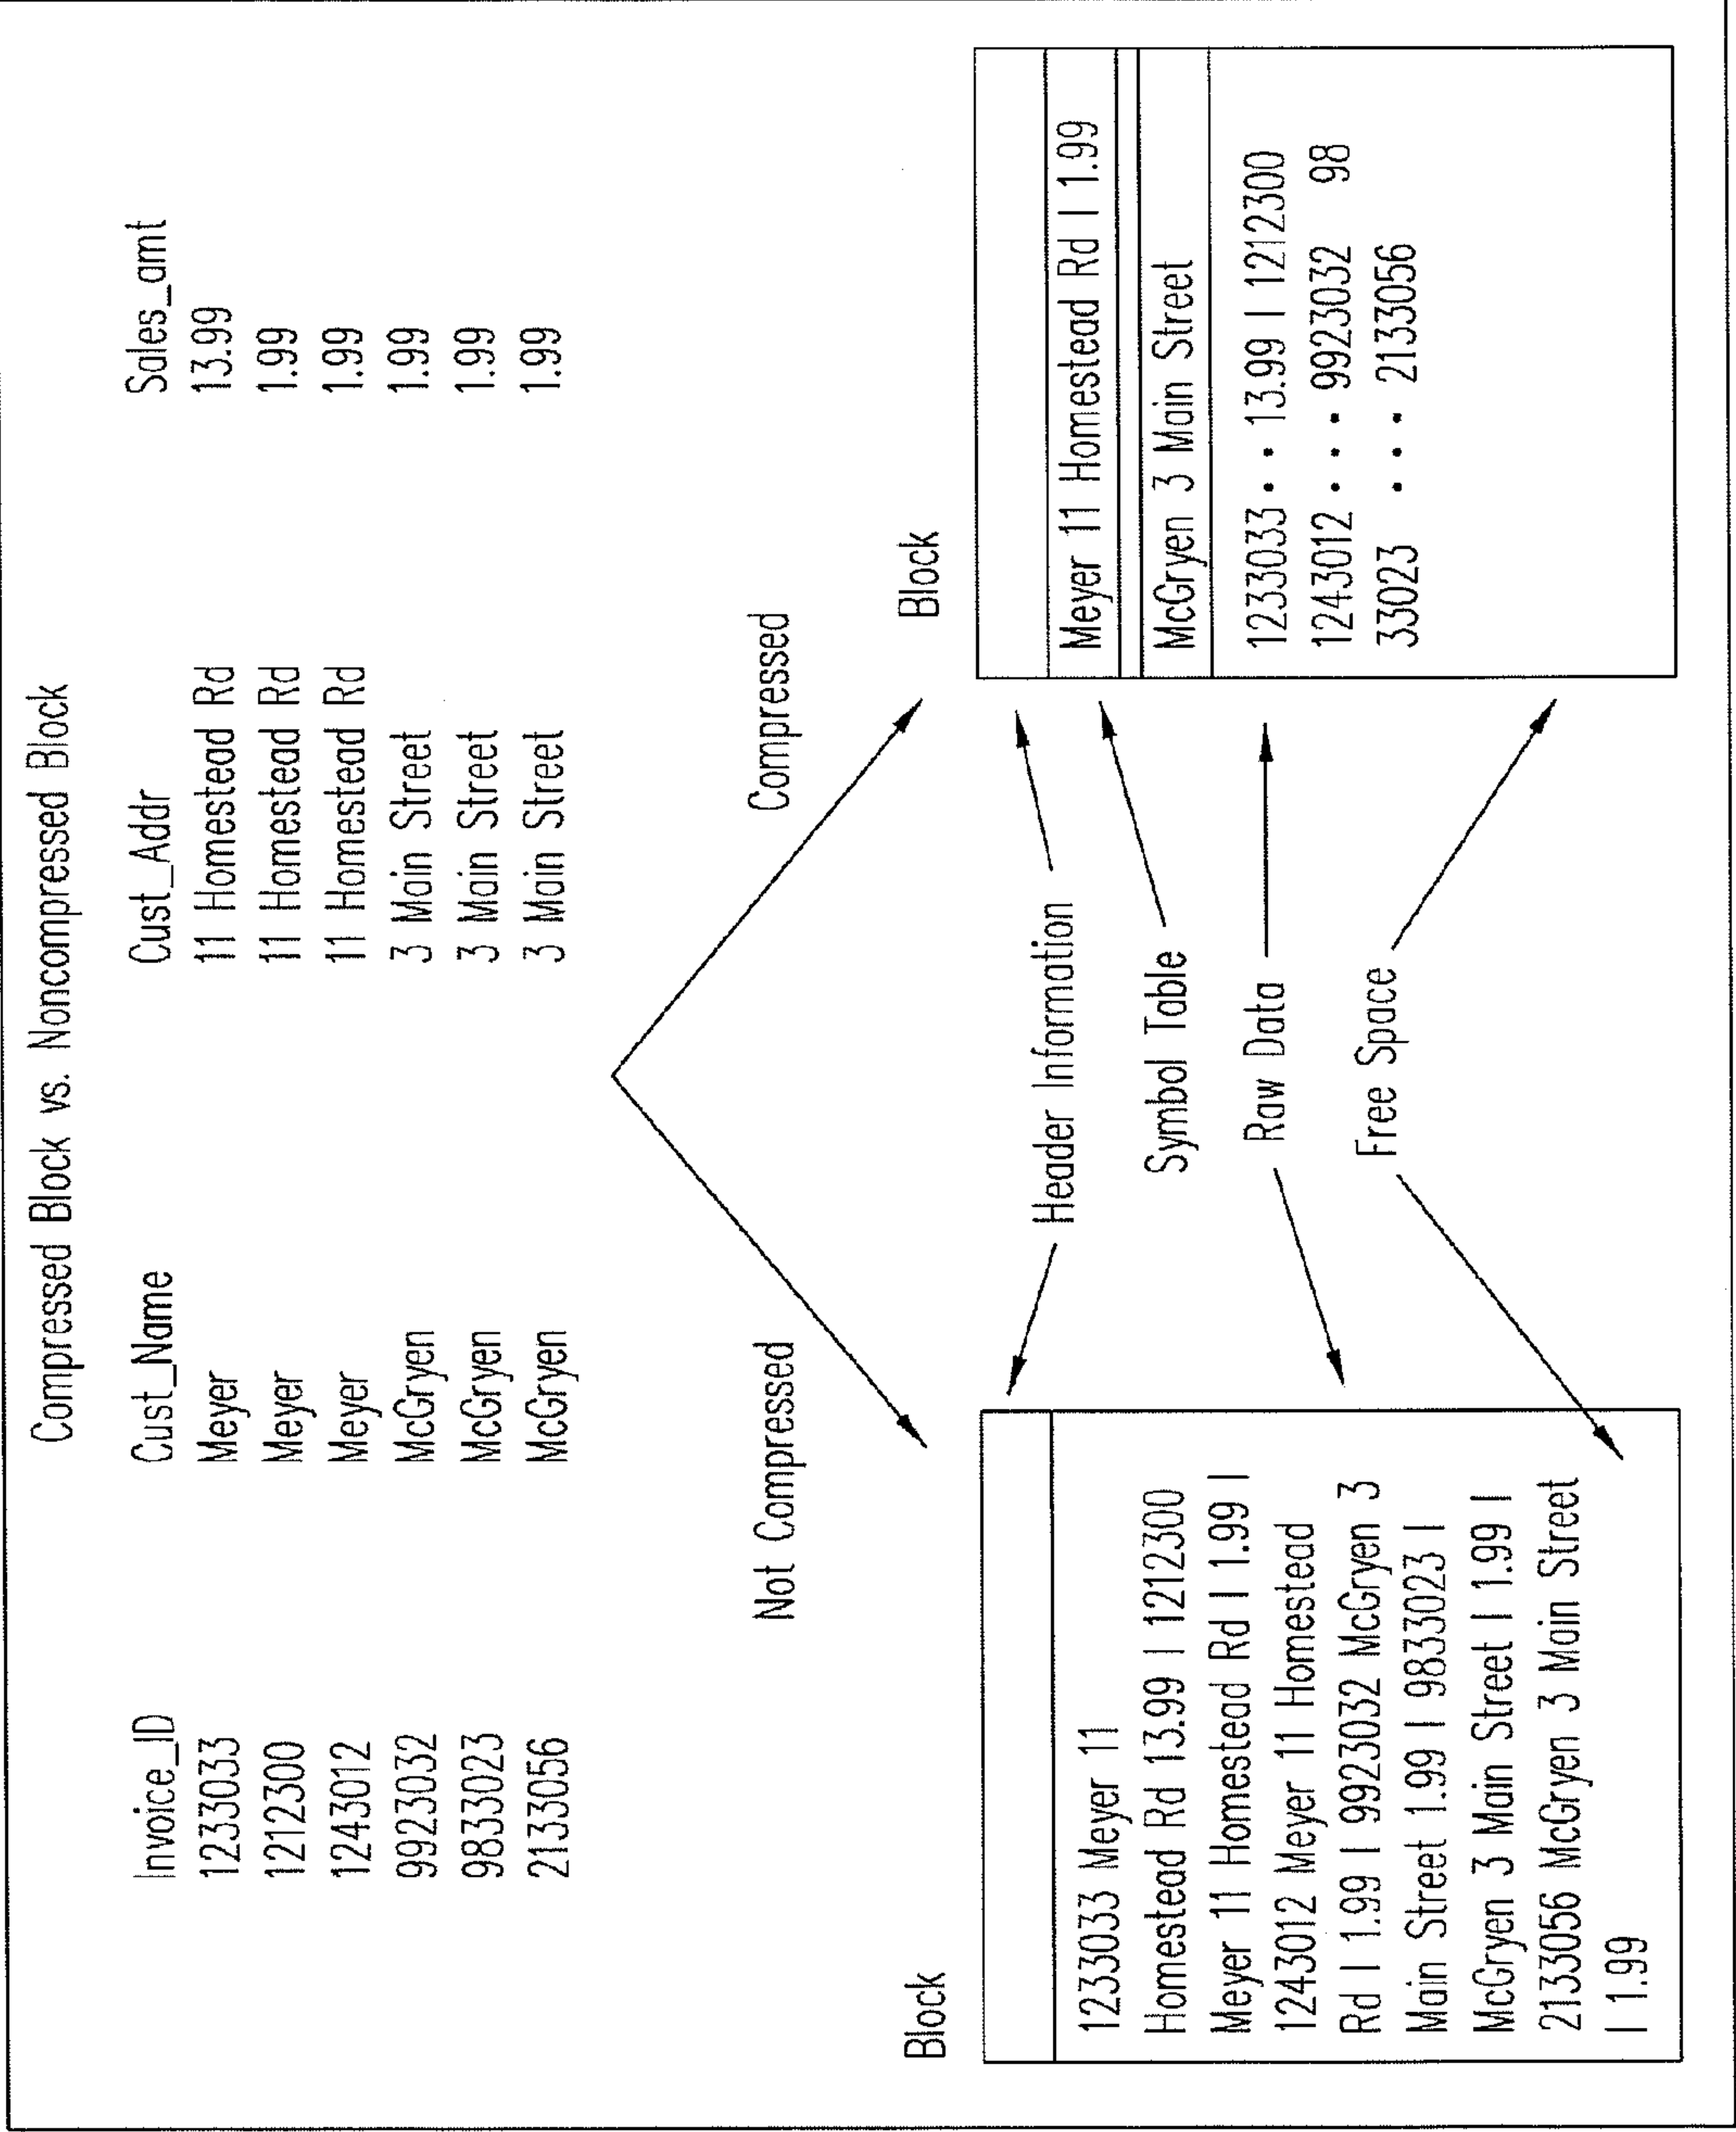 Compressed Block vs. Noncompressed Block
Invoice_ID Cust_Name Cust_Addr Sales_amt
1233033 Meyer 11 Homestead Rd 13.99
1212300 Meyer 11 Homestead Rd 1.99
1243012 Meyer 11 Homestead Rd 1.99
9923032 McGryen 3 Main Street 1.99
9833023 McGryen 3 Main Street 1.99
2133056 McGryen 3 Main Street 1.99
Not Compressed
Compressed
Block
1233033 Meyer 11
Homestead Rd 13.99 | 1212300
Meyer 11 Homestead Rd | 1.99 |
1243012 Meyer 11 Homestead
Rd | 1.99 | 9923032 McGryen 3
Main Street 1.99 | 9833023 |
McGryen 3 Main Street | 1.99 |
2133056 McGryen 3 Main Street
| 1.99
Header Information
Symbol Table
Raw Data
Free Space
Block
Meyer 11 Homestead Rd | 1.99
McGryen 3 Main Street
1233033 • • 13.99 | 1212300
1243012 • • • 9923032 98
33023 • • • 2133056